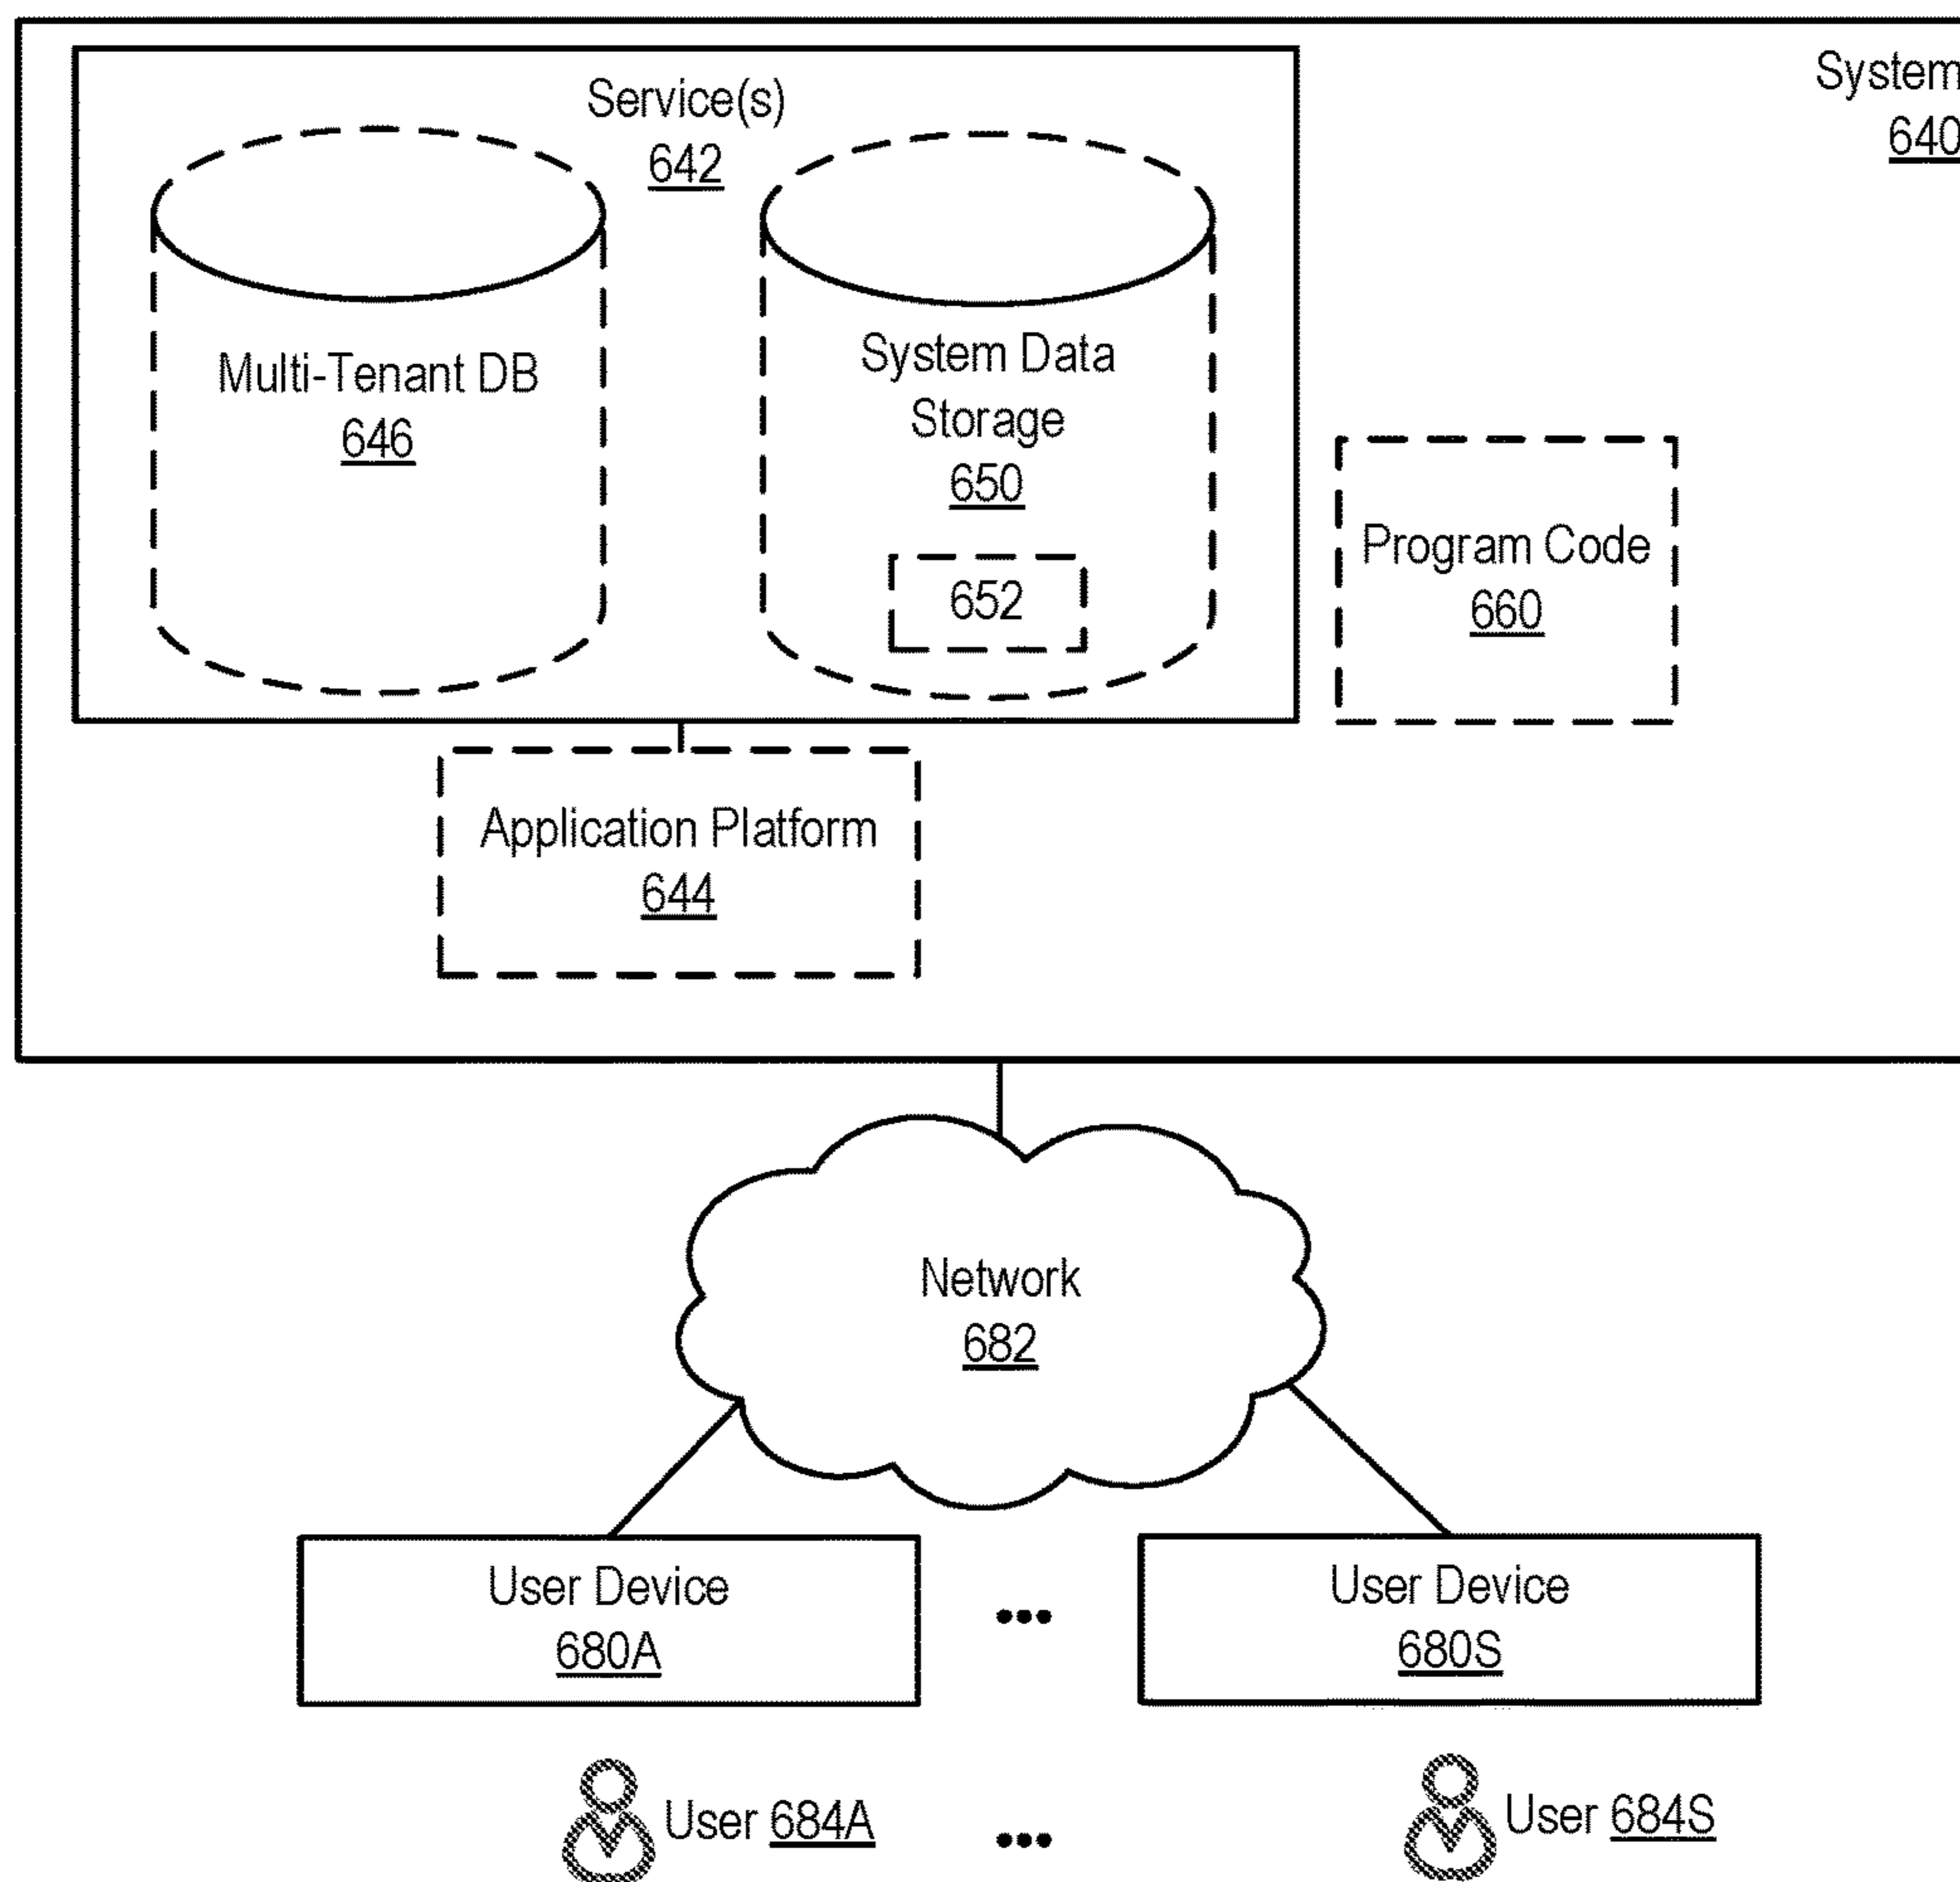 System
640
Service(s)
642
Multi-Tenant DB
646
System Data
Storage
650
652
Program Code
660
Application Platform
644
Network
682
User Device
680A
...
User Device
680S
User 684A
...
User 684S